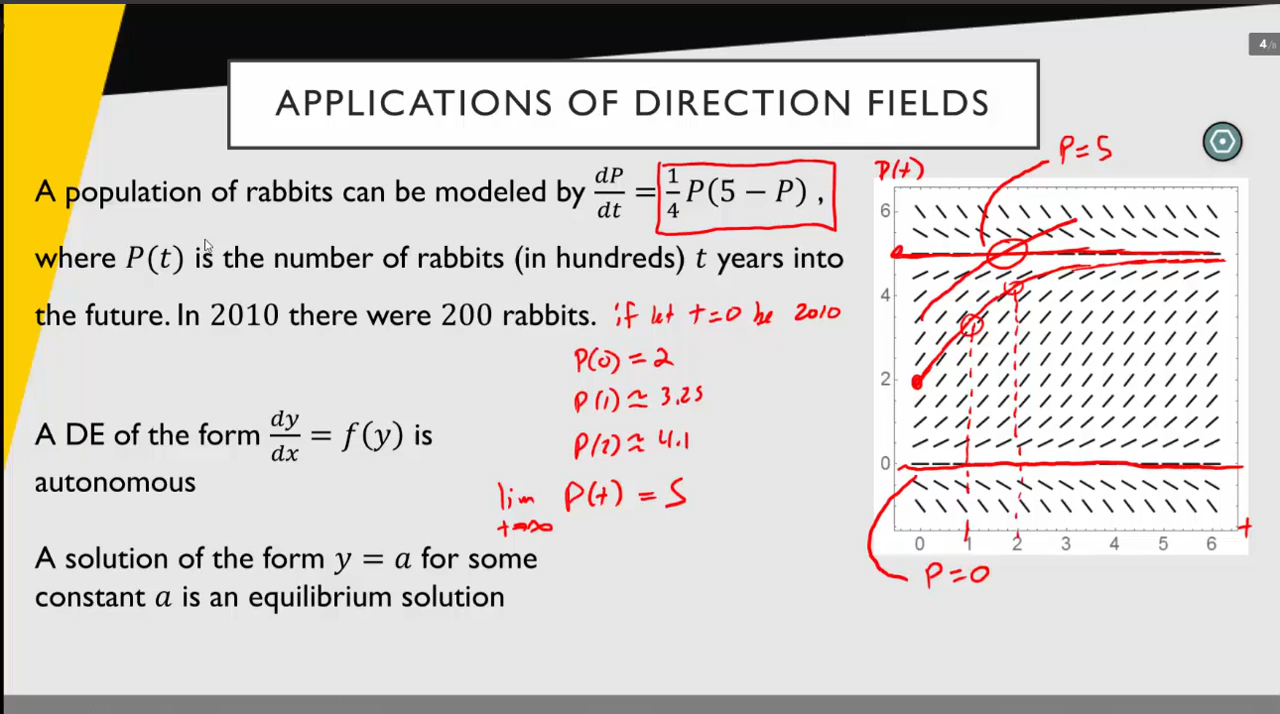 4/8
APPLICATIONS OF DIRECTION FIELDS
A population of rabbits can be modeled by dP/dt = 1/4 P(5 − P) ,
where P(t) is the number of rabbits (in hundreds) t years into
the future. In 2010 there were 200 rabbits. if let t=0 be 2010
P(0) = 2
P(1) ≈ 3.25
P(2) ≈ 4.1
A DE of the form dy/dx = f(y) is
autonomous
lim t→∞ P(t) = 5
A solution of the form y = a for some
constant a is an equilibrium solution
P(t)
P=5
6
4
2
0
0 1 2 3 4 5 6
t
P=0